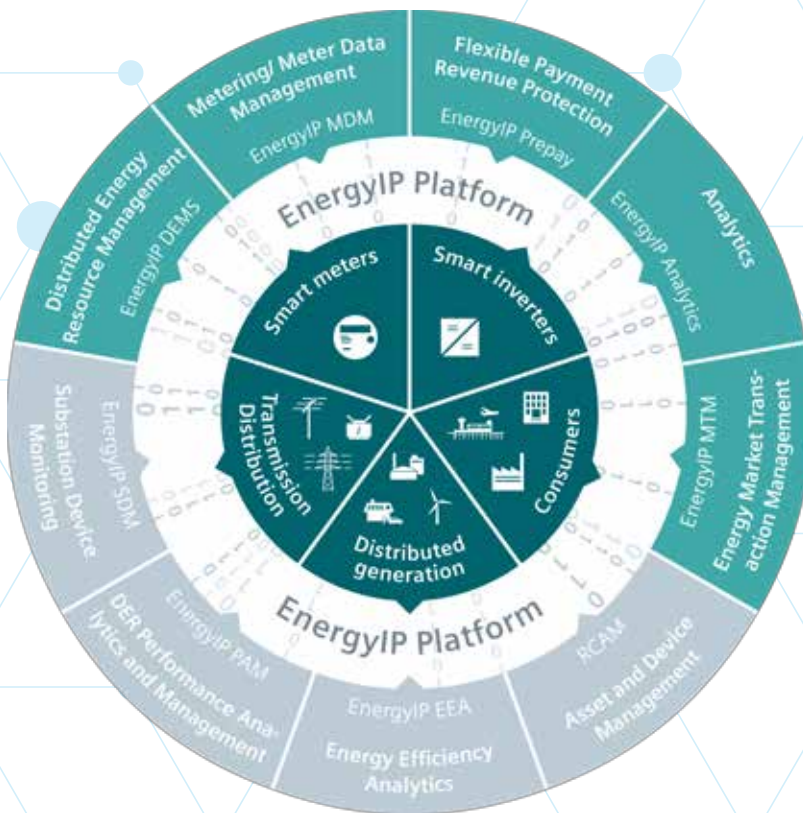 Metering/ Meter Data
Management
EnergyIP MDM
Flexible Payment
Revenue Protection
EnergyIP Prepay
Analytics
EnergyIP Analytics
Energy Market Trans-
action Management
EnergyIP MTM
Asset and Device
Management
RCAM
EnergyIP EEA
Energy Efficiency
Analytics
EnergyIP PAM
DER Performance Ana-
lytics and Management
EnergyIP SDM
Substation Device
Monitoring
Distributed Energy
Resource Management
EnergyIP DEMS
EnergyIP Platform
Smart meters
Smart inverters
Consumers
Distributed
generation
Transmission
Distribution
EnergyIP Platform